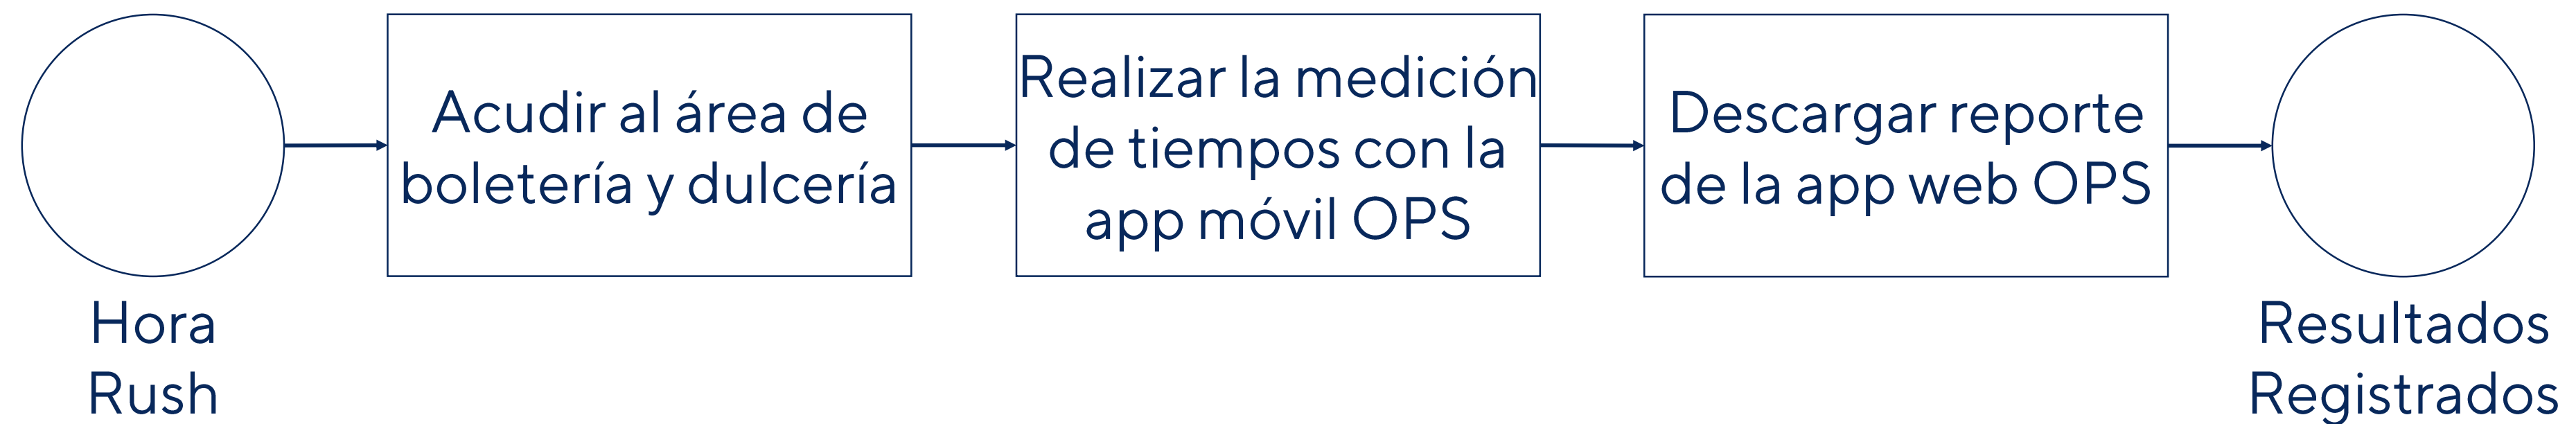 Hora
Rush
Acudir al área de
boletería y dulcería
Realizar la medición
de tiempos con la
app móvil OPS
Descargar reporte
de la app web OPS
Resultados
Registrados